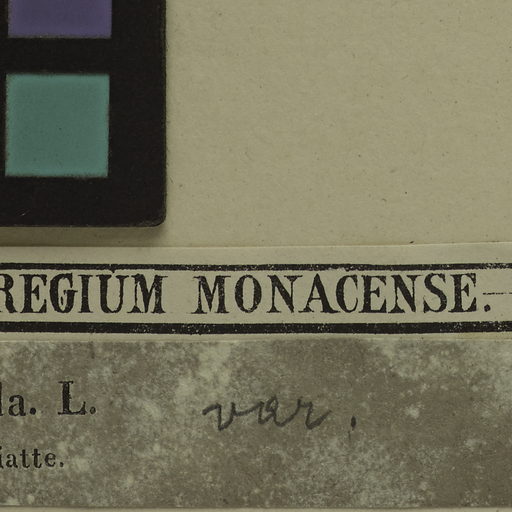 REGIUM MONACENSE.
la. L. var.
iatte.